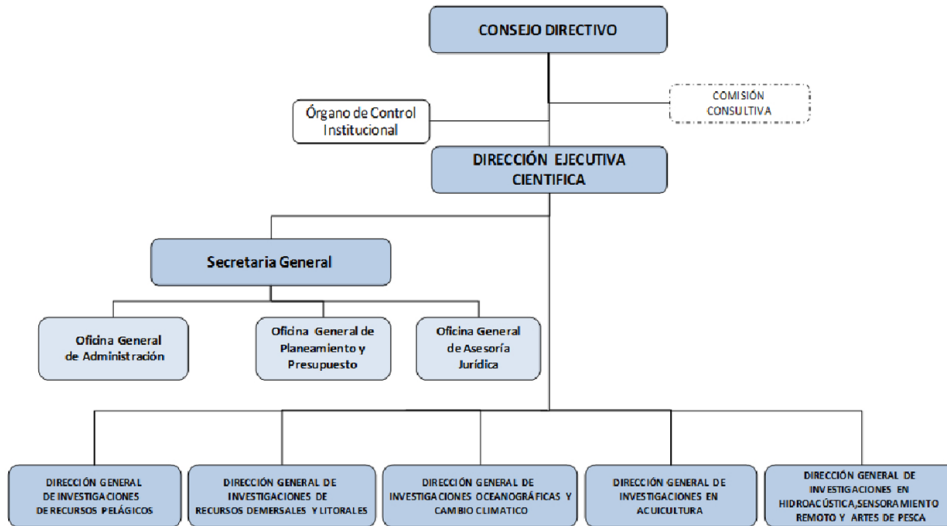 CONSEJO DIRECTIVO
COMISIÓN
CONSULTIVA
Órgano de Control
Institucional
DIRECCIÓN EJECUTIVA
CIENTIFICA
Secretaria General
Oficina General
de Administración
Oficina General de
Planeamiento y
Presupuesto
Oficina General
de Asesoría
Jurídica
DIRECCIÓN GENERAL
DE INVESTIGACIONES
DE RECURSOS PELÁGICOS
DIRECCIÓN GENERAL DE
INVESTIGACIONES DE
RECURSOS DEMERSALES Y LITORALES
DIRECCIÓN GENERAL DE
INVESTIGACIONES OCEANOGRÁFICAS Y
CAMBIO CLIMATICO
DIRECCIÓN GENERAL DE
INVESTIGACIONES EN
ACUICULTURA
DIRECCIÓN GENERAL DE
INVESTIGACIONES EN
HIDROACÚSTICA,SENSORAMIENTO
REMOTO Y ARTES DE PESCA